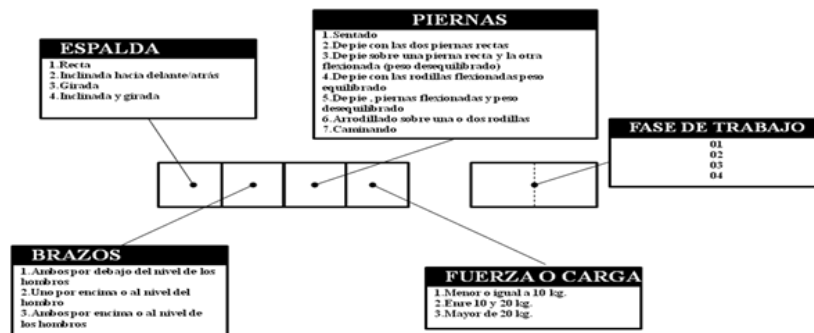 PIERNAS
1.Sentado
2.De pie con las dos piernas rectas
3.De pie sobre una pierna recta y la otra
flexionada (peso desequilibrado)
4.De pie con las rodillas flexionadas peso
equilibrado
5.De pie , piernas flexionadas y peso
desequilibrado
6.Arrodillado sobre una o dos rodillas
7.Caminando
ESPALDA
1.Recta
2.Inclinada hacia delante/atrás
3.Girada
4.Inclinada y girada
FASE DE TRABAJO
01
02
03
04
BRAZOS
1.Ambos por debajo del nivel de los
hombros
2.Uno por encima o al nivel del
hombro
3.Ambos por encima o al nivel de
los hombros
FUERZA O CARGA
1.Menor o igual a 10 kg.
2.Enre 10 y 20 kg.
3.Mayor de 20 kg.